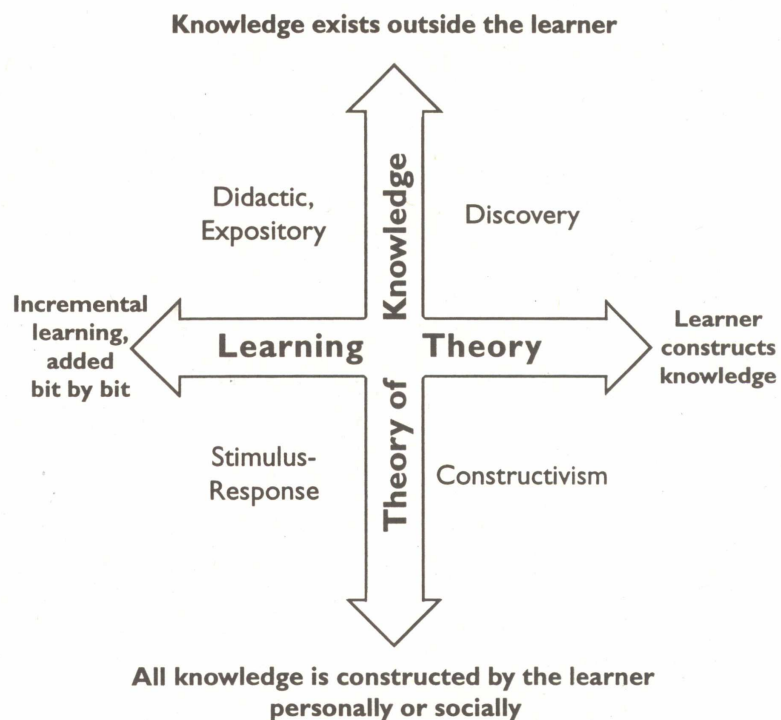 Knowledge exists outside the learner
Didactic,
Expository
Discovery
Theory of Knowledge
Incremental
learning,
added
bit by bit
Learning Theory
Learner
constructs
knowledge
Stimulus-
Response
Constructivism
All knowledge is constructed by the learner
personally or socially